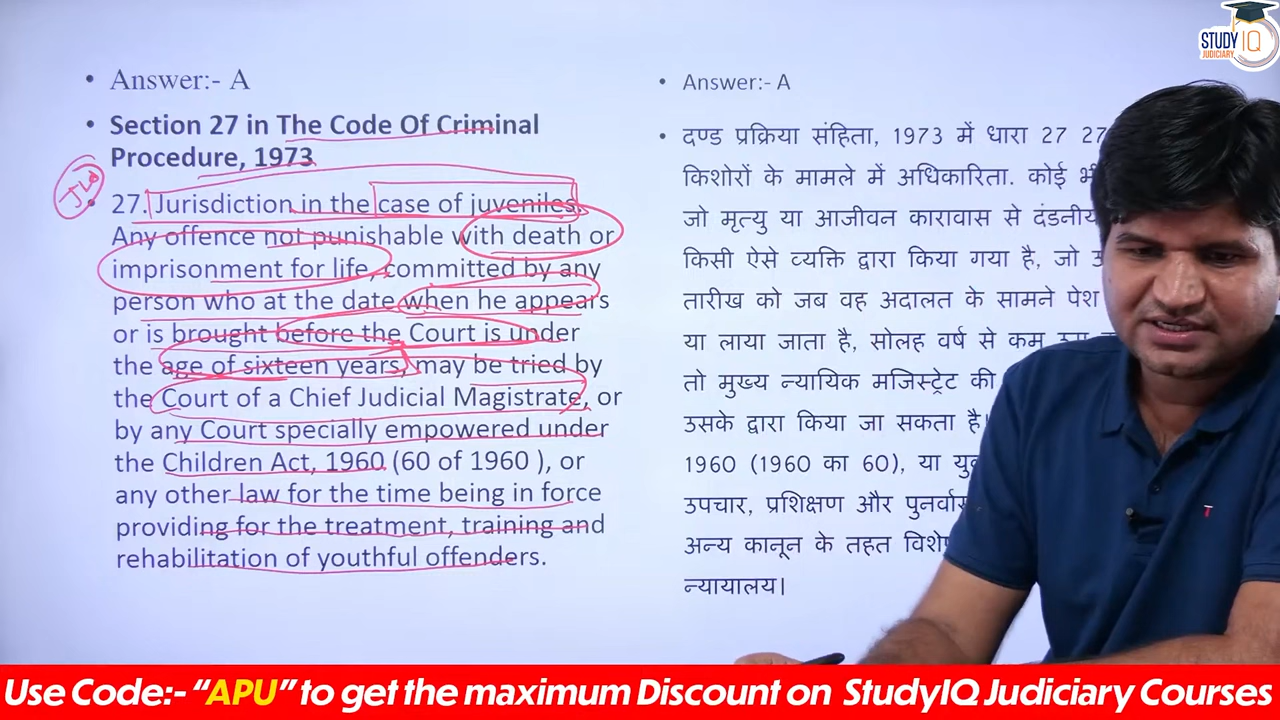 STUDY IQ
JUDICIARY
• Answer:- A
• Section 27 in The Code Of Criminal
Procedure, 1973
• 27. Jurisdiction in the case of juveniles.
Any offence not punishable with death or
imprisonment for life, committed by any
person who at the date when he appears
or is brought before the Court is under
the age of sixteen years, may be tried by
the Court of a Chief Judicial Magistrate, or
by any Court specially empowered under
the Children Act, 1960 (60 of 1960 ), or
any other law for the time being in force
providing for the treatment, training and
rehabilitation of youthful offenders.
• Answer:- A
• दण्ड प्रक्रिया संहिता, 1973 में धारा 27 27
किशोरों के मामले में अधिकारिता. कोई
जो मृत्यु या आजीवन कारावास से दंडनीय
किसी ऐसे व्यक्ति द्वारा किया गया है, जो
तारीख को जब वह अदालत के सामने पेश
या लाया जाता है, सोलह वर्ष से कम
तो मुख्य न्यायिक मजिस्ट्रेट की
उसके द्वारा किया जा सकता है
1960 (1960 का 60), या
उपचार, प्रशिक्षण और
अन्य कानून के तहत
न्यायालय।
Use Code:- “APU” to get the maximum Discount on StudyIQ Judiciary Courses